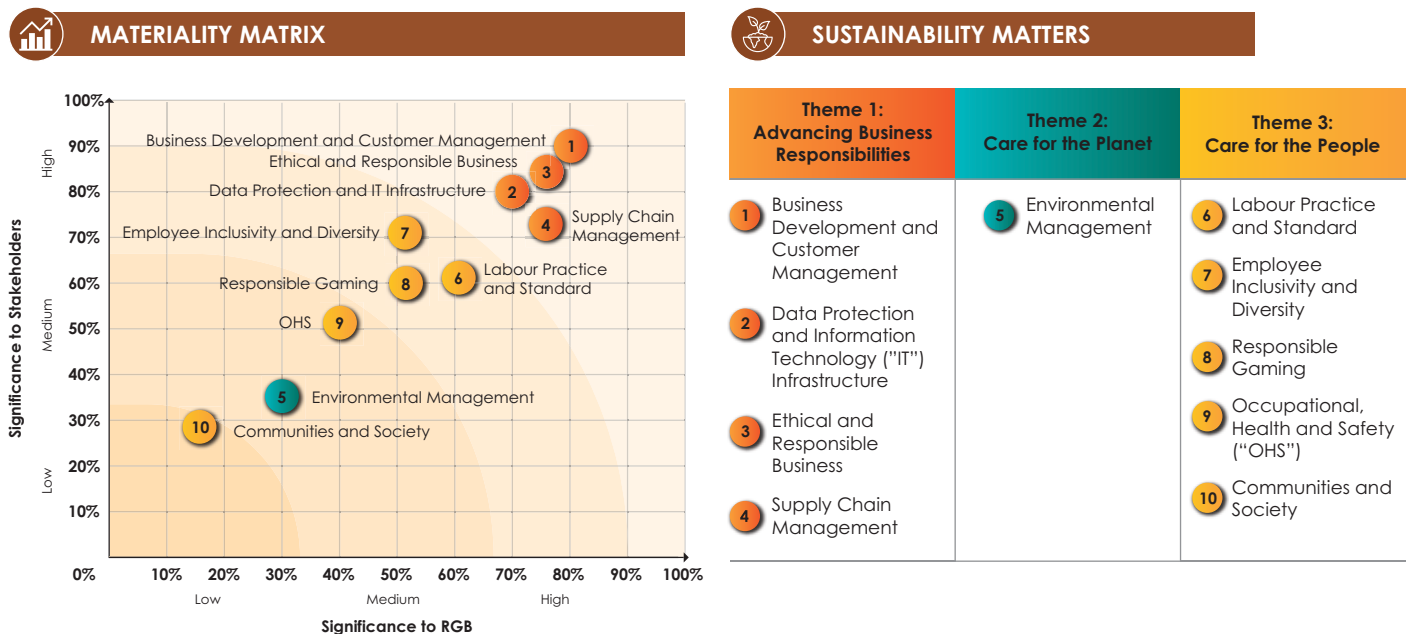 MATERIALITY MATRIX
100%
90%
80%
70%
60%
50%
40%
30%
20%
10%
0%
High
Medium
Low
Significance to Stakeholders
Business Development and Customer Management
1
Ethical and Responsible Business
3
Data Protection and IT Infrastructure
2
Supply Chain
Management
4
Employee Inclusivity and Diversity
7
Responsible Gaming
8
6
Labour Practice
and Standard
OHS
9
5
Environmental Management
10
Communities and Society
10%
20%
30%
40%
50%
60%
70%
80%
90%
100%
Low
Medium
High
Significance to RGB
SUSTAINABILITY MATTERS
Theme 1:
Advancing Business
Responsibilities
1
Business
Development and
Customer
Management
2
Data Protection
and Information
Technology ("IT")
Infrastructure
3
Ethical and
Responsible
Business
4
Supply Chain
Management
Theme 2:
Care for the Planet
5
Environmental
Management
Theme 3:
Care for the People
6
Labour Practice
and Standard
7
Employee
Inclusivity and
Diversity
8
Responsible
Gaming
9
Occupational,
Health and Safety
("OHS")
10
Communities and
Society